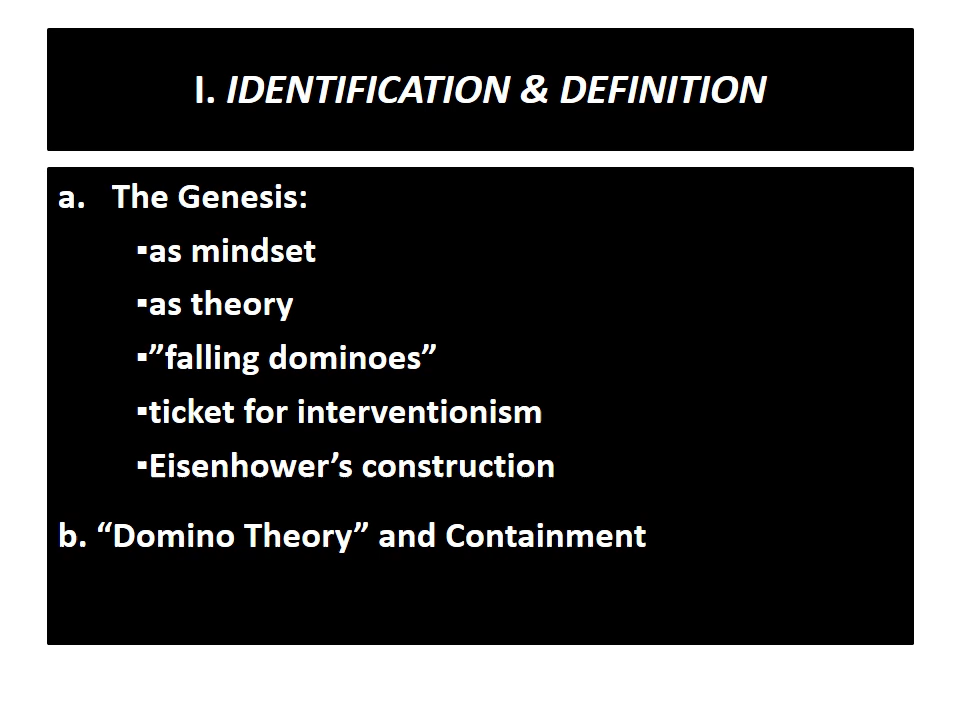 I. IDENTIFICATION & DEFINITION
a. The Genesis:
▪as mindset
▪as theory
▪”falling dominoes”
▪ticket for interventionism
▪Eisenhower’s construction
b. “Domino Theory” and Containment